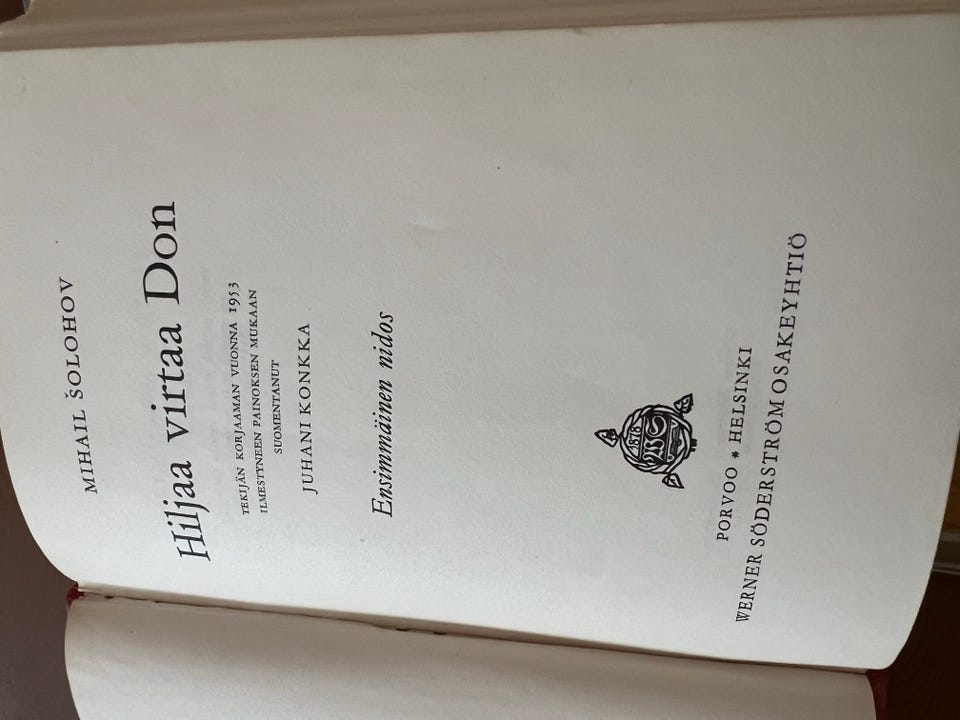 MIHAIL ŠOLOHOV
Hiljaa virtaa Don
TEKIJÄN KORJAAMAN VUONNA 1953
ILMESTYNEEN PAINOKSEN MUKAAN
SUOMENTANUT
JUHANI KONKKA
Ensimmäinen nidos
1878
WS
PORVOO * HELSINKI
WERNER SÖDERSTRÖM OSAKEYHTIÖ